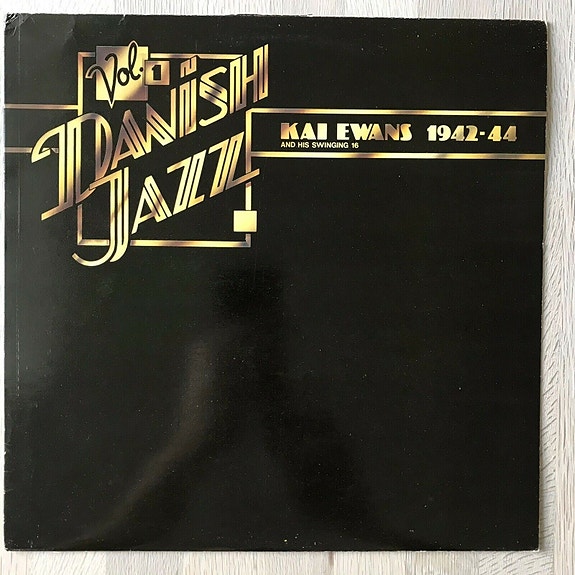 Vol. 1
DANISH
JAZZ
KAI EWANS 1942-44
AND HIS SWINGING 16